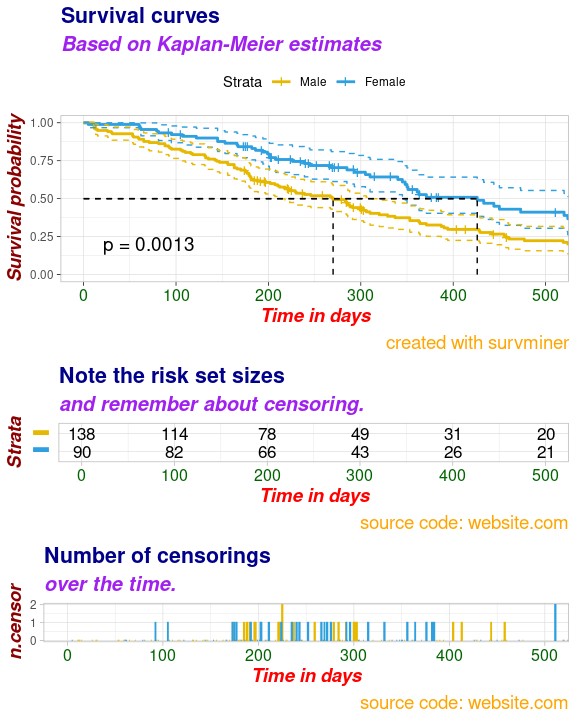 Survival curves
Based on Kaplan-Meier estimates
Strata Male Female
Survival probability
1.00
0.75
0.50
0.25
0.00
p = 0.0013
0 100 200 300 400 500
Time in days
created with survminer
Note the risk set sizes
and remember about censoring.
Strata
138 114 78 49 31 20
90 82 66 43 26 21
0 100 200 300 400 500
Time in days
source code: website.com
Number of censorings
over the time.
n.censor
2
1
0
0 100 200 300 400 500
Time in days
source code: website.com